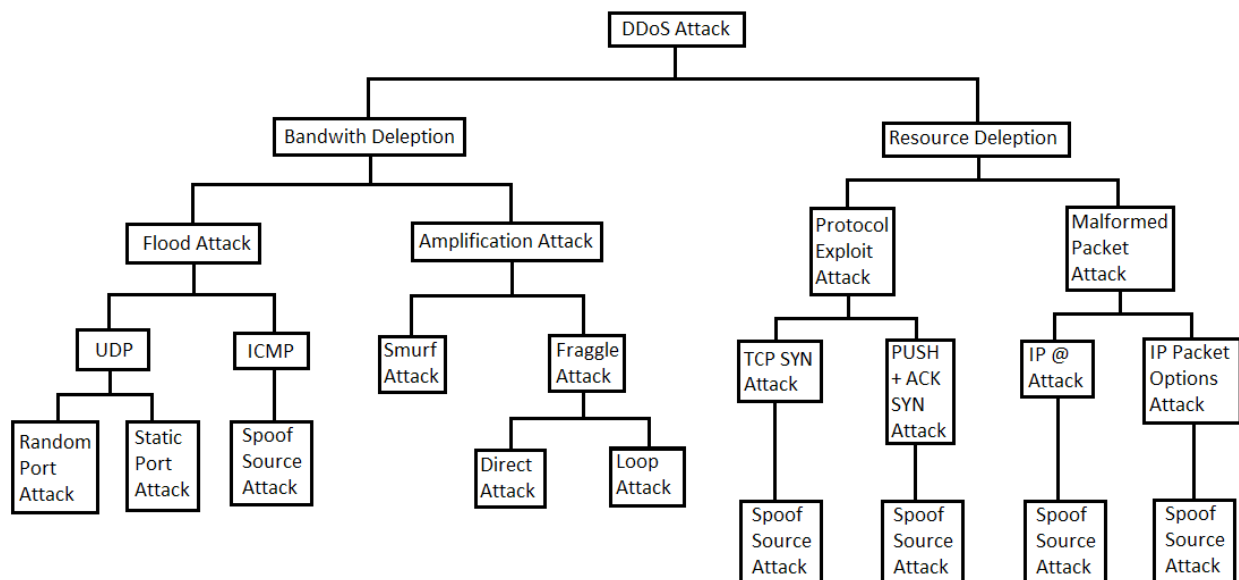 DDoS Attack
Bandwith Deleption
Resource Deleption
Flood Attack
Amplification Attack
Protocol
Exploit
Attack
Malformed
Packet
Attack
UDP
ICMP
Smurf
Attack
Fraggle
Attack
TCP SYN
Attack
PUSH
+ ACK
SYN
Attack
IP @
Attack
IP Packet
Options
Attack
Random
Port
Attack
Static
Port
Attack
Spoof
Source
Attack
Direct
Attack
Loop
Attack
Spoof
Source
Attack
Spoof
Source
Attack
Spoof
Source
Attack
Spoof
Source
Attack